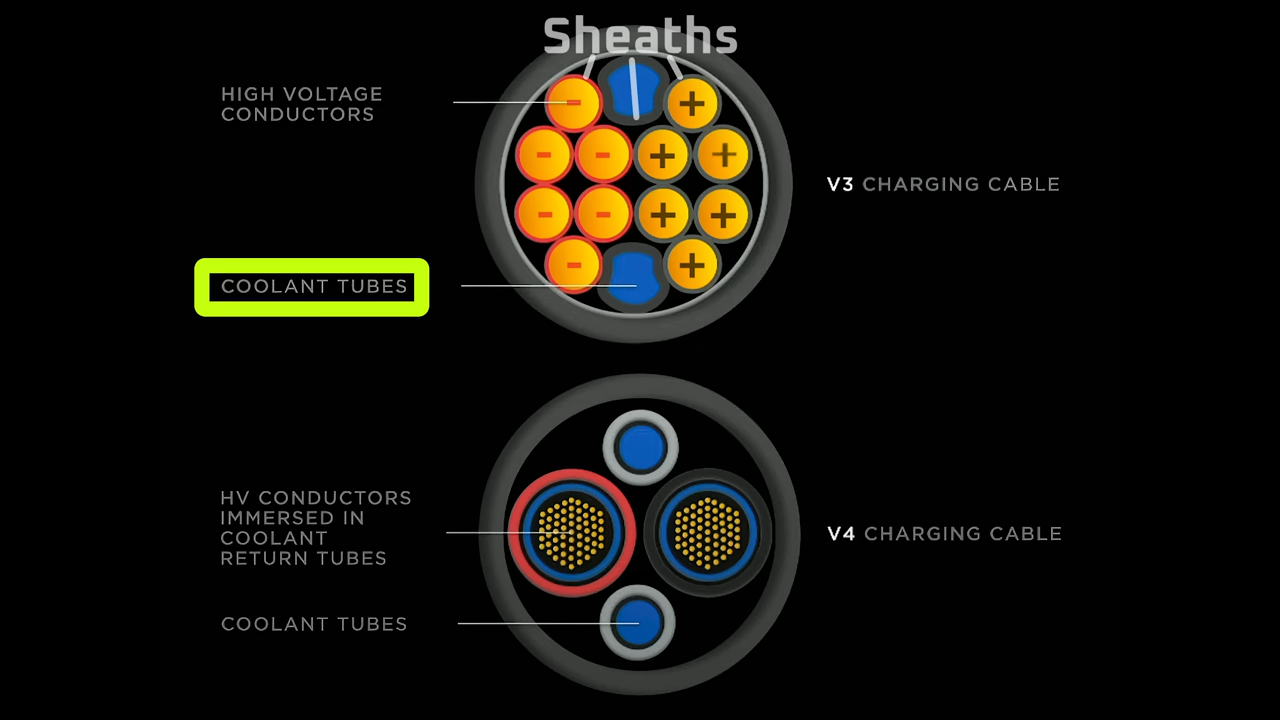 Sheaths
HIGH VOLTAGE
CONDUCTORS
V3 CHARGING CABLE
COOLANT TUBES
HV CONDUCTORS
IMMERSED IN
COOLANT
RETURN TUBES
V4 CHARGING CABLE
COOLANT TUBES